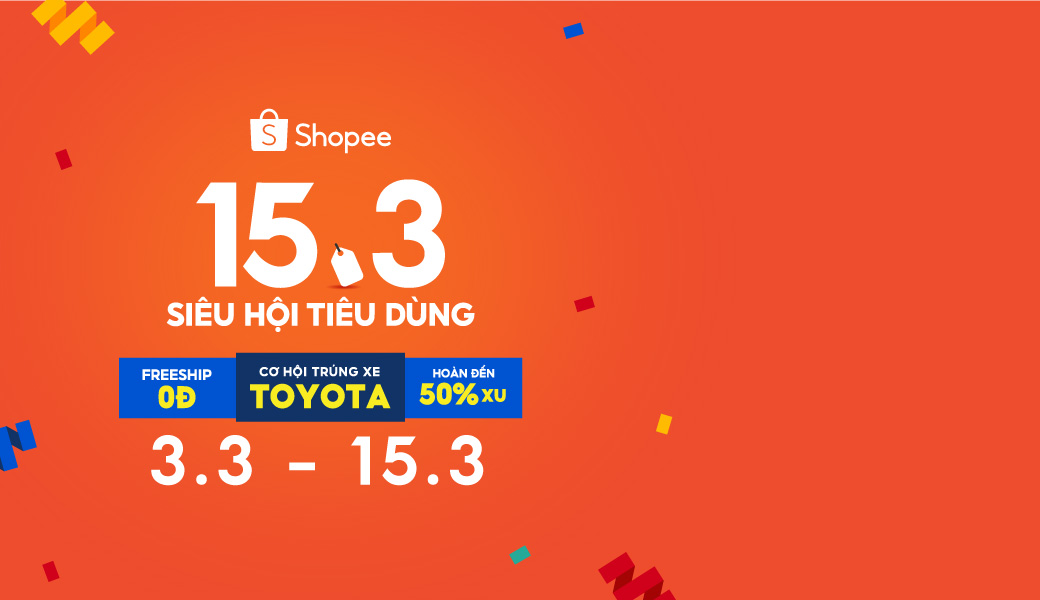 Shopee
15.3
SIÊU HỘI TIÊU DÙNG
FREESHIP
0Đ
CƠ HỘI TRÚNG XE
TOYOTA
HOÀN ĐẾN
50% XU
3.3 - 15.3